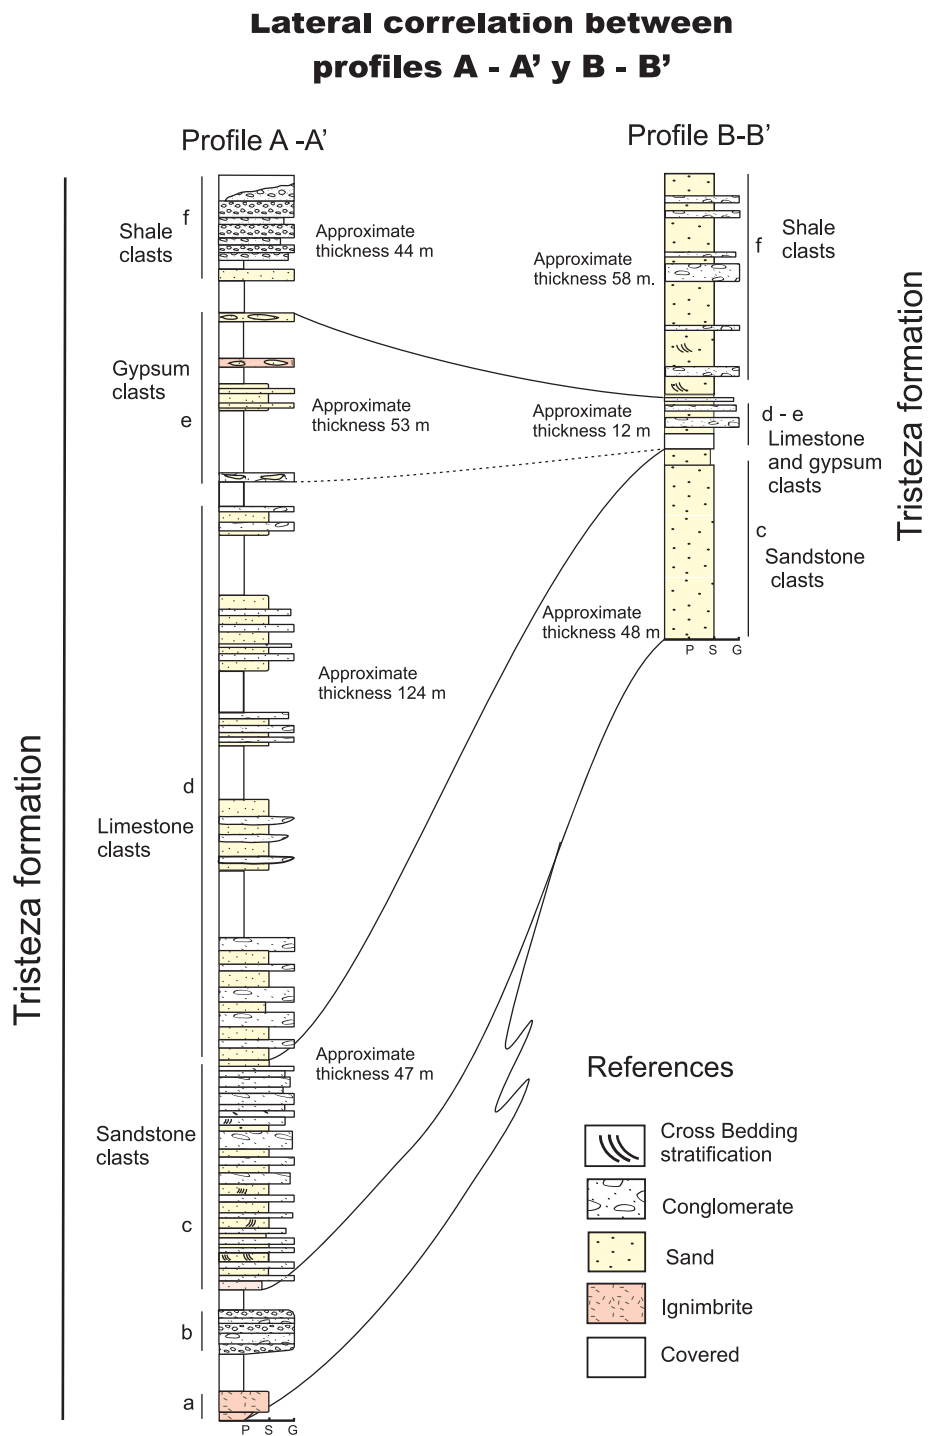 Lateral correlation between
profiles A - A' y B - B'
Profile A -A'
Profile B-B'
f
Shale
clasts
Approximate
thickness 44 m
Gypsum
clasts
e
Approximate
thickness 53 m
Approximate
thickness 124 m
d
Limestone
clasts
Approximate
thickness 47 m
Sandstone
clasts
c
b
a
P S G
Tristeza formation
f
Shale
clasts
Approximate
thickness 58 m.
Approximate
thickness 12 m
d - e
Limestone
and gypsum
clasts
c
Sandstone
clasts
Approximate
thickness 48 m
P S G
Tristeza formation
References
Cross Bedding
stratification
Conglomerate
Sand
Ignimbrite
Covered